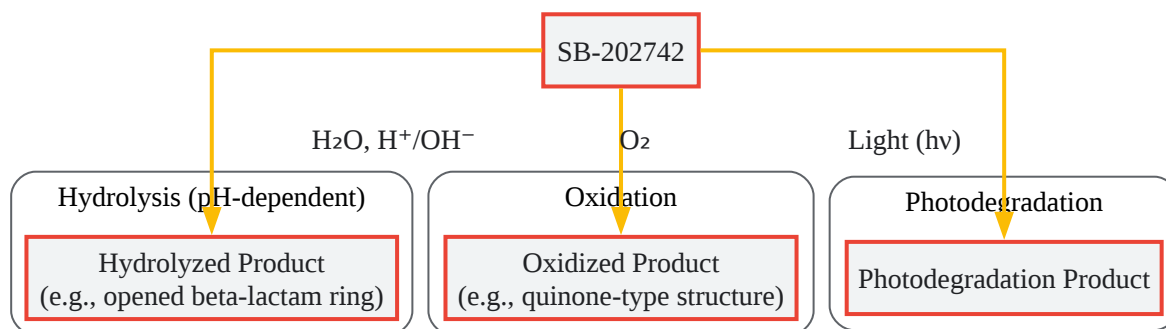 SB-202742
H₂O, H⁺/OH⁻
O₂
Light (hν)
Hydrolysis (pH-dependent)
Oxidation
Photodegradation
Hydrolyzed Product
(e.g., opened beta-lactam ring)
Oxidized Product
(e.g., quinone-type structure)
Photodegradation Product